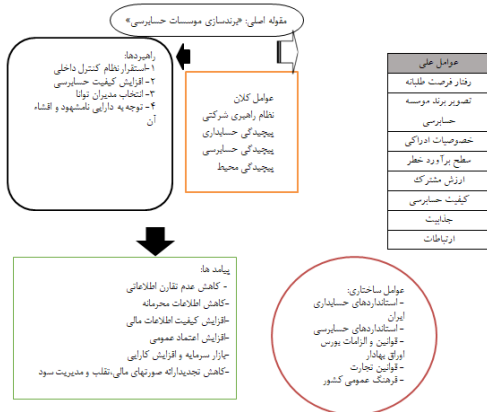 مقوله اصلی: «برندسازی موسسات حسابرسی»
راهبردها:
۱-استقرار نظام کنترل داخلی
۲- افزایش کیفیت حسابرسی
۳- انتخاب مدیران توانا
۴- توجه به دارایی نامشهود و افشاء
آن
عوامل کلان
نظام راهبری شرکتی
پیچیدگی حسابداری
پیچیدگی حسابرسی
پیچیدگی محیط
عوامل علی
رفتار فرصت طلبانه
تصویر برند موسسه
حسابرسی
خصوصیات ادراکی
سطح برآورد خطر
ارزش مشترک
کیفیت حسابرسی
جذابیت
ارتباطات
پیامد ها:
- کاهش عدم تقارن اطلاعاتی
-کاهش اطلاعات محرمانه
-افزایش کیفیت اطلاعات مالی
-افزایش اعتماد عمومی
-بازار سرمایه و افزایش کارایی
-کاهش تجدیدارائه صورتهای مالی،تقلب و مدیریت سود
عوامل ساختاری:
- استانداردهای حسابداری
ایران
- استانداردهای حسابرسی
- قوانین و الزامات بورس
اوراق بهادار
- قوانین تجارت
- فرهنگ عمومی کشور